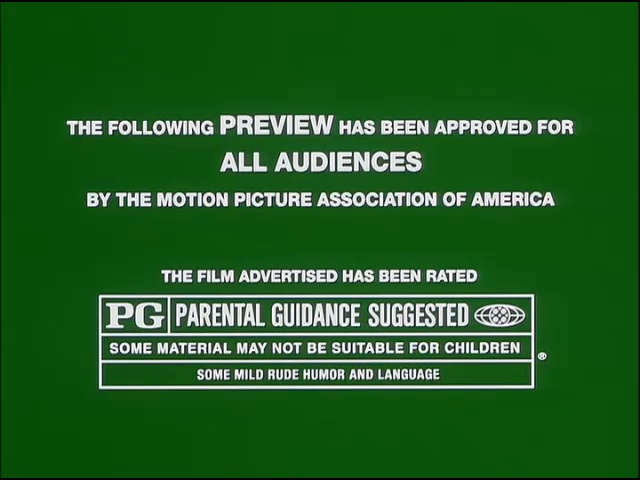 THE FOLLOWING PREVIEW HAS BEEN APPROVED FOR
ALL AUDIENCES
BY THE MOTION PICTURE ASSOCIATION OF AMERICA
THE FILM ADVERTISED HAS BEEN RATED
PG PARENTAL GUIDANCE SUGGESTED
SOME MATERIAL MAY NOT BE SUITABLE FOR CHILDREN ®
SOME MILD RUDE HUMOR AND LANGUAGE